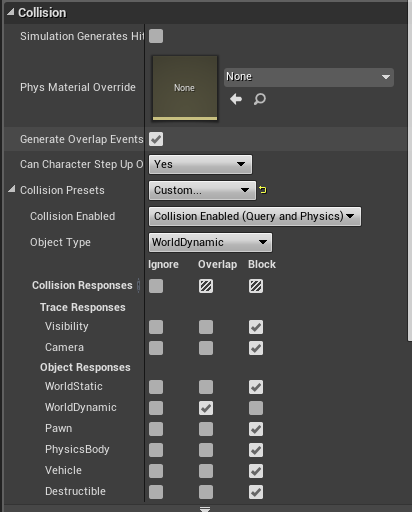 Collision
Simulation Generates Hit
Phys Material Override
None
None
Generate Overlap Events
Can Character Step Up O
Yes
Collision Presets
Custom...
Collision Enabled
Collision Enabled (Query and Physics)
Object Type
WorldDynamic
Ignore Overlap Block
Collision Responses
Trace Responses
Visibility
Camera
Object Responses
WorldStatic
WorldDynamic
Pawn
PhysicsBody
Vehicle
Destructible